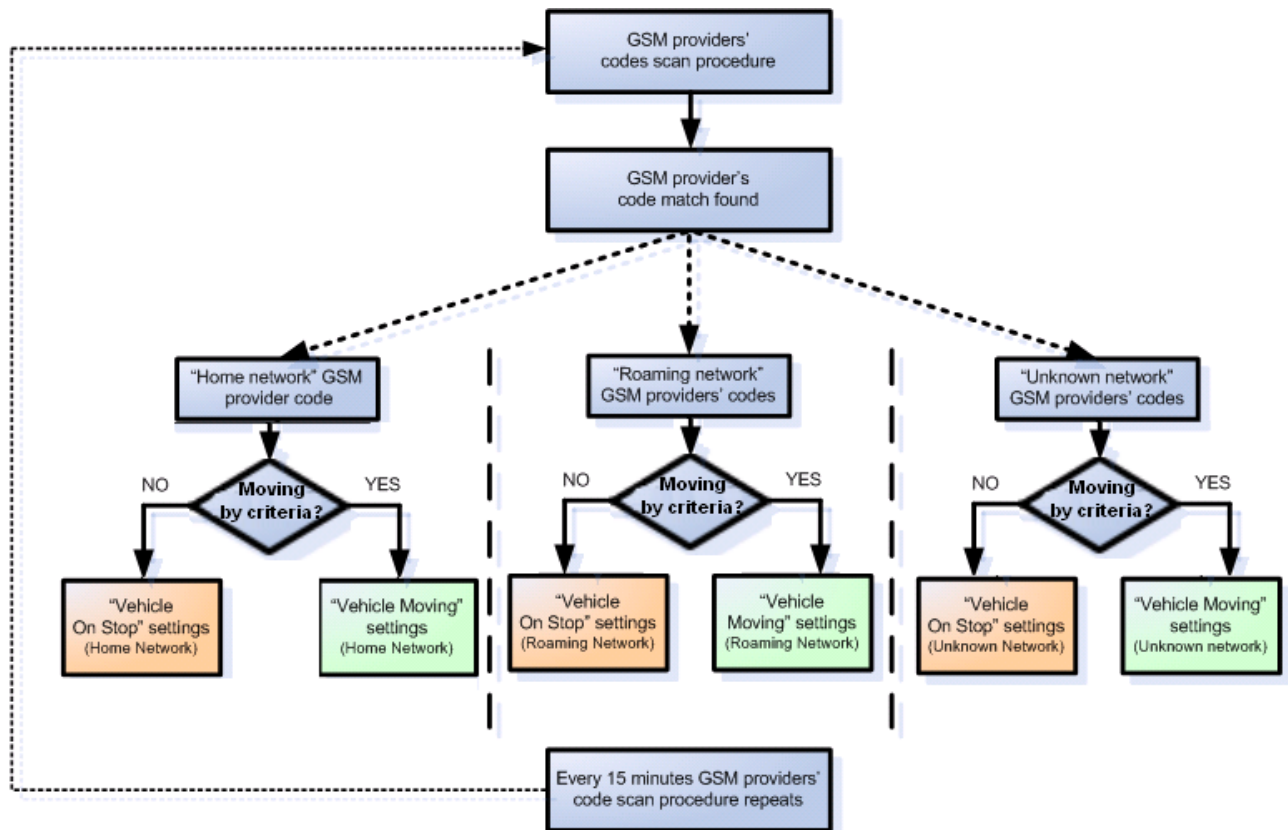 GSM providers'
codes scan procedure
GSM provider's
code match found
“Home network” GSM
provider code
“Roaming network”
GSM providers' codes
“Unknown network”
GSM providers' codes
NO
Moving
by criteria?
YES
NO
Moving
by criteria?
YES
NO
Moving
by criteria?
YES
“Vehicle
On Stop” settings
(Home Network)
“Vehicle Moving”
settings
(Home Network)
“Vehicle
On Stop” settings
(Roaming Network)
“Vehicle
Moving” settings
(Roaming Network)
“Vehicle
On Stop” settings
(Unknown Network)
“Vehicle Moving”
settings
(Unknown network)
Every 15 minutes GSM providers'
code scan procedure repeats